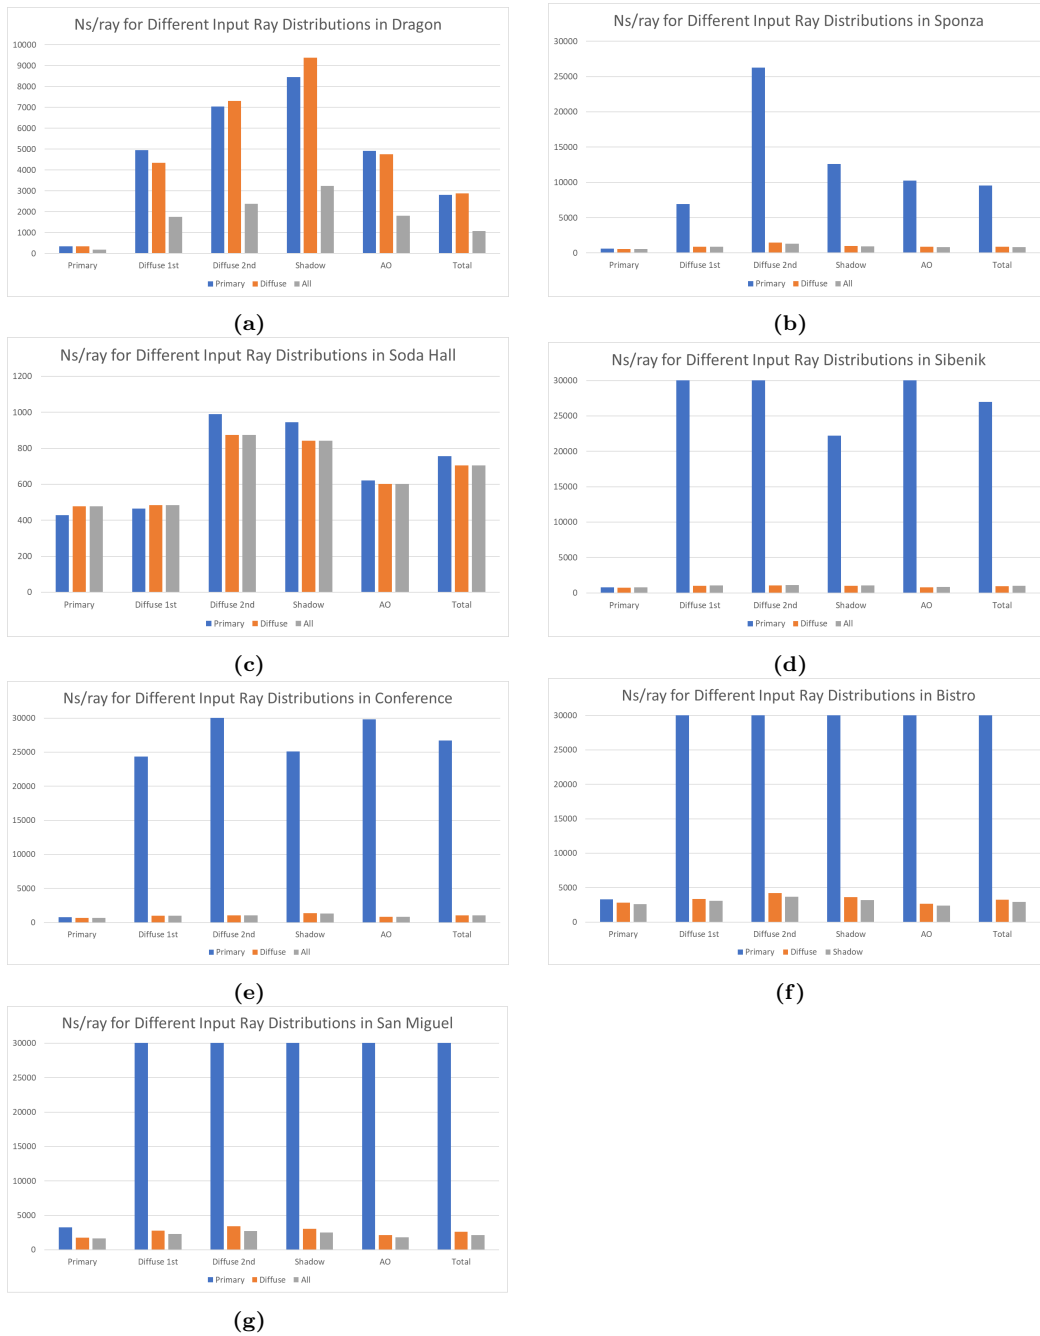 Ns/ray for Different Input Ray Distributions in Dragon
10000
9000
8000
7000
6000
5000
4000
3000
2000
1000
0
Primary Diffuse 1st Diffuse 2nd Shadow AO Total
Primary Diffuse All
(a)
Ns/ray for Different Input Ray Distributions in Sponza
30000
25000
20000
15000
10000
5000
0
Primary Diffuse 1st Diffuse 2nd Shadow AO Total
Primary Diffuse All
(b)
Ns/ray for Different Input Ray Distributions in Soda Hall
1200
1000
800
600
400
200
0
Primary Diffuse 1st Diffuse 2nd Shadow AO Total
Primary Diffuse All
(c)
Ns/ray for Different Input Ray Distributions in Sibenik
30000
25000
20000
15000
10000
5000
0
Primary Diffuse 1st Diffuse 2nd Shadow AO Total
Primary Diffuse All
(d)
Ns/ray for Different Input Ray Distributions in Conference
30000
25000
20000
15000
10000
5000
0
Primary Diffuse 1st Diffuse 2nd Shadow AO Total
Primary Diffuse All
(e)
Ns/ray for Different Input Ray Distributions in Bistro
30000
25000
20000
15000
10000
5000
0
Primary Diffuse 1st Diffuse 2nd Shadow AO Total
Primary Diffuse Shadow
(f)
Ns/ray for Different Input Ray Distributions in San Miguel
30000
25000
20000
15000
10000
5000
0
Primary Diffuse 1st Diffuse 2nd Shadow AO Total
Primary Diffuse All
(g)